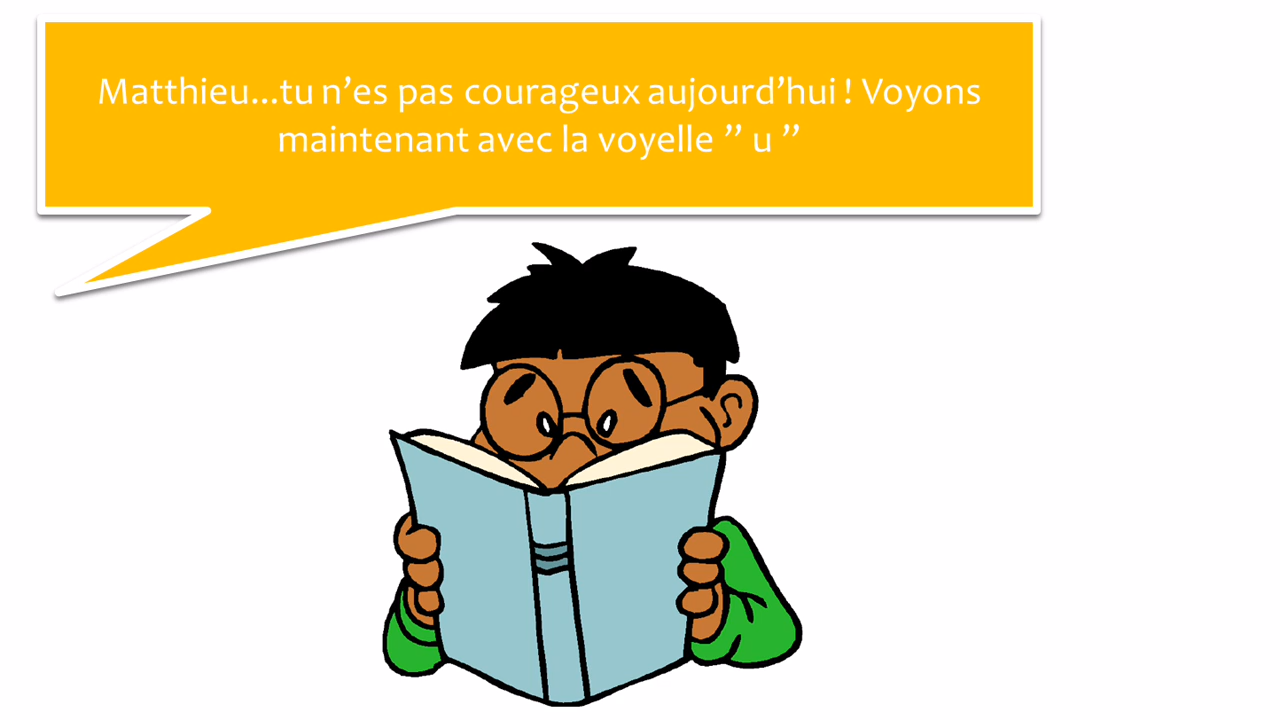 Matthieu...tu n’es pas courageux aujourd’hui ! Voyons
maintenant avec la voyelle ” u ”